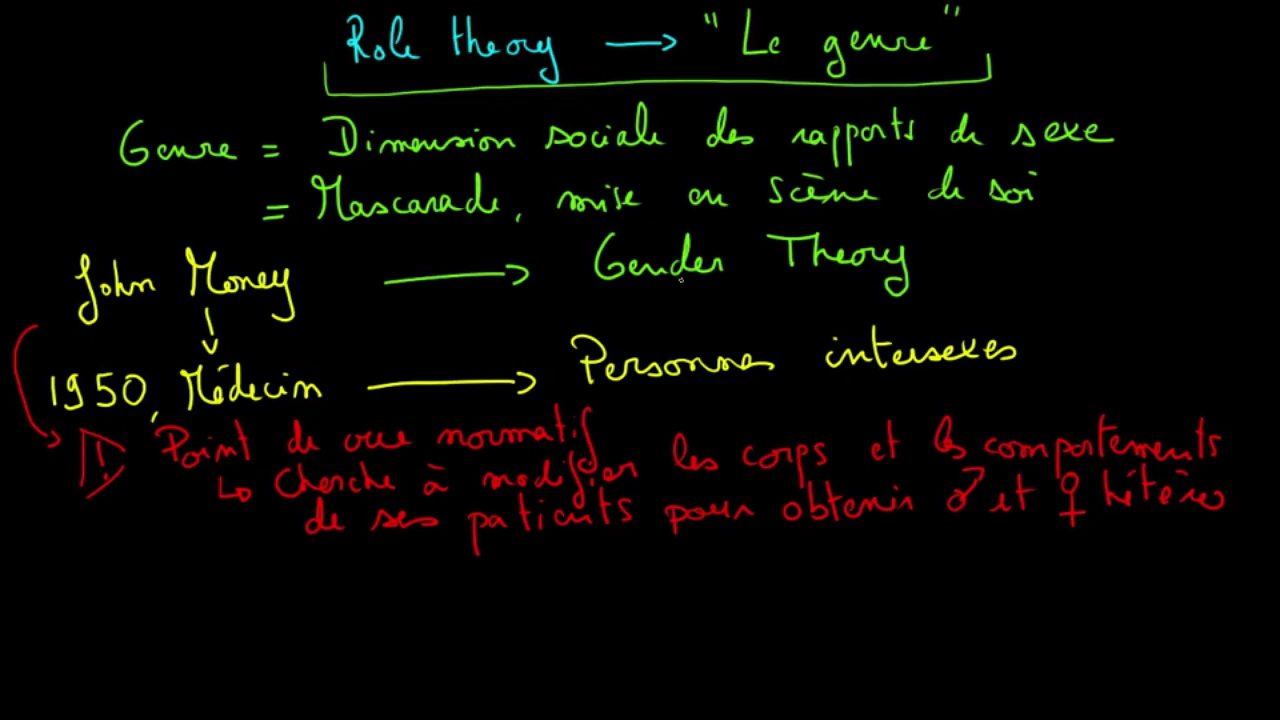 Role theory → "Le genre"
Genre = Dimension sociale des rapports de sexe
= Mascarade, mise en scène de soi
John Money → Gender Theory
↓
1950, Médecin → Personnes intersexes
⚠ Point de vue normatif
↳ Cherche à modifier les corps et les comportements
de ses patients pour obtenir ♂ et ♀ hétéros